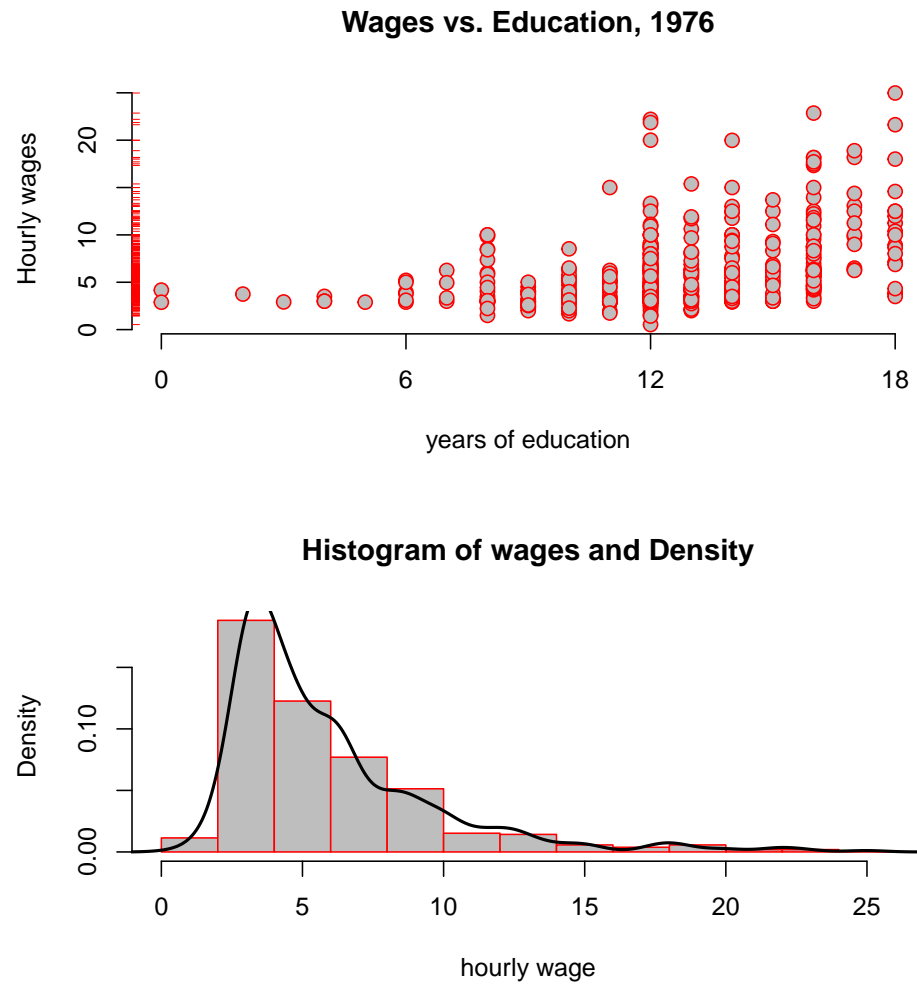 Wages vs. Education, 1976
Hourly wages
20
10
5
0
0 6 12 18
years of education
Histogram of wages and Density
Density
0.10
0.00
0 5 10 15 20 25
hourly wage